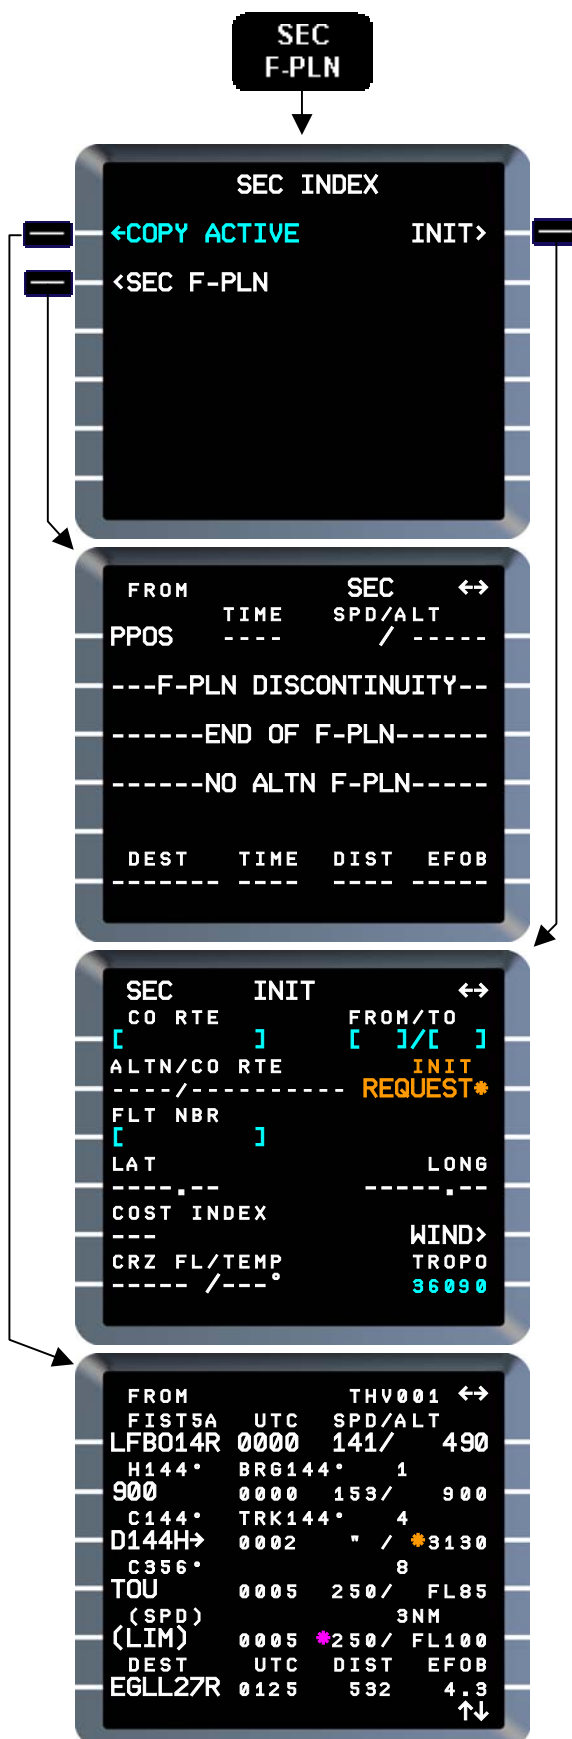 SEC
F-PLN
SEC INDEX
←COPY ACTIVE INIT>
<SEC F-PLN
FROM SEC ←→
TIME SPD/ALT
PPOS ---- / -----
---F-PLN DISCONTINUITY--
------END OF F-PLN------
------NO ALTN F-PLN-----
DEST TIME DIST EFOB
------- ---- ---- -----
SEC INIT ←→
CO RTE FROM/TO
[ ] [ ]/[ ]
ALTN/CO RTE INIT
----/---------- REQUEST*
FLT NBR
[ ]
LAT LONG
----.-- -----.--
COST INDEX
--- WIND>
CRZ FL/TEMP TROPO
----- /---° 36090
FROM THV001 ←→
FIST5A UTC SPD/ALT
LFBO14R 0000 141/ 490
H144° BRG144° 1
900 0000 153/ 900
C144° TRK144° 4
D144H→ 0002 " / *3130
C356° 8
TOU 0005 250/ FL85
(SPD) 3NM
(LIM) 0005 *250/ FL100
DEST UTC DIST EFOB
EGLL27R 0125 532 4.3
↑↓